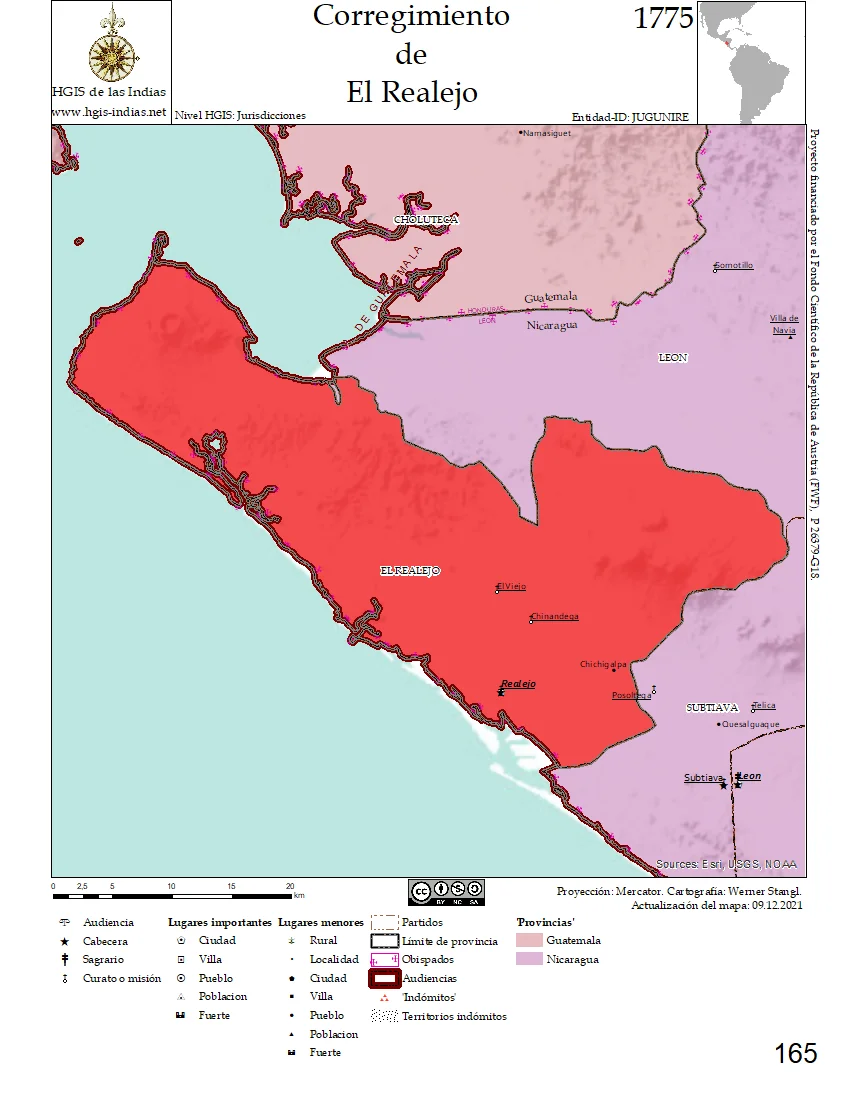 Corregimiento
de
El Realejo
1775
HGIS de las Indias
www.hgis-indias.net
Nivel HGIS: Jurisdicciones
Entidad-ID: JUGUNIRE
Namasiguet
CHOLUTECA
DE GUATEMALA
Somotillo
Guatemala
HONDURAS
LEON
Nicaragua
Villa de
Navia
LEON
EL REALEJO
El Viejo
Chinandega
Chichigalpa
Realejo
Posoltega
SUBTIAVA
Telica
Quesalguaque
Subtiava
Leon
Sources: Esri, USGS, NOAA
Proyecto financiado por el Fondo Científico de la República de Austria (FWF), P 26379-G18.
0 2,5 5 10 15 20
km
CC BY NC SA
Proyección: Mercator. Cartografía: Werner Stangl.
Actualización del mapa: 09.12.2021
Audiencia
Cabecera
Sagrario
Curato o misión
Lugares importantes
Ciudad
Villa
Pueblo
Poblacion
Fuerte
Lugares menores
Rural
Localidad
Ciudad
Villa
Pueblo
Poblacion
Fuerte
Partidos
Límite de provincia
Obispados
Audiencias
'Indómitos'
Territorios indómitos
'Provincias'
Guatemala
Nicaragua
165